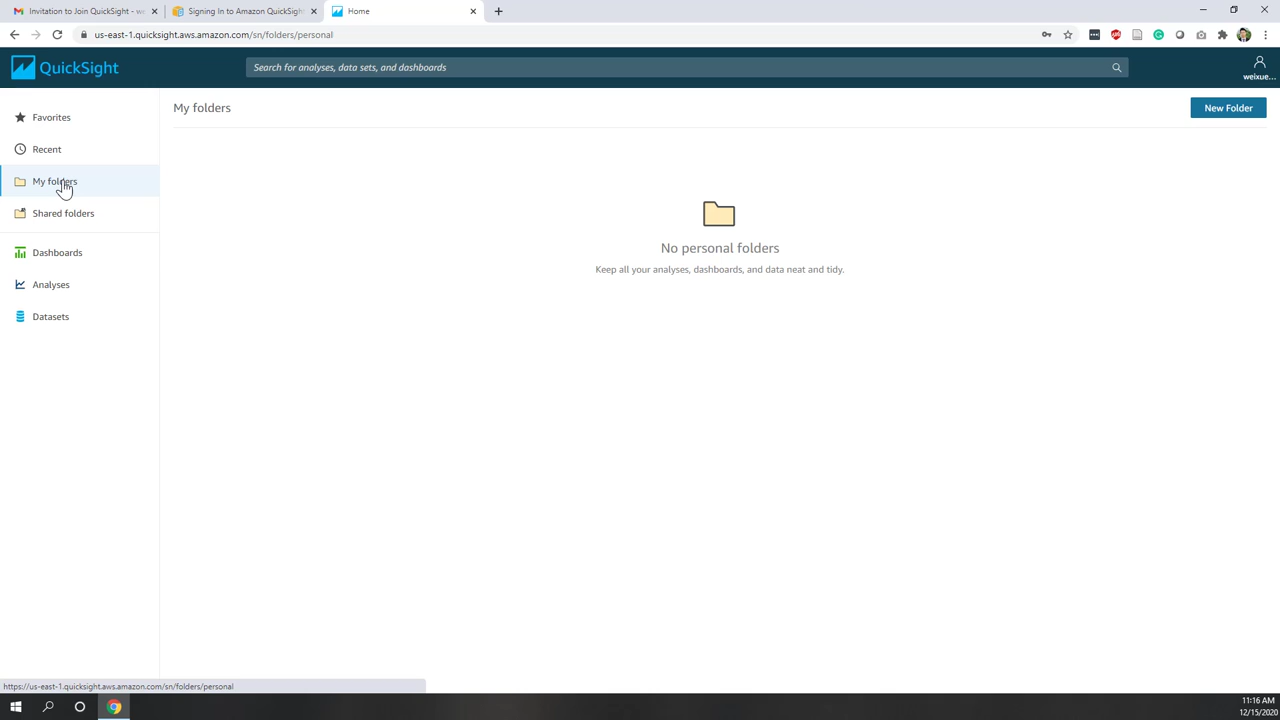 Invitation to Join QuickSight - we
Signing In to Amazon QuickSight
Home
us-east-1.quicksight.aws.amazon.com/sn/folders/personal
QuickSight
Search for analyses, data sets, and dashboards
weixue...
Favorites
Recent
My folders
Shared folders
Dashboards
Analyses
Datasets
My folders
New Folder
No personal folders
Keep all your analyses, dashboards, and data neat and tidy.
https://us-east-1.quicksight.aws.amazon.com/sn/folders/personal
11:16 AM
12/15/2020